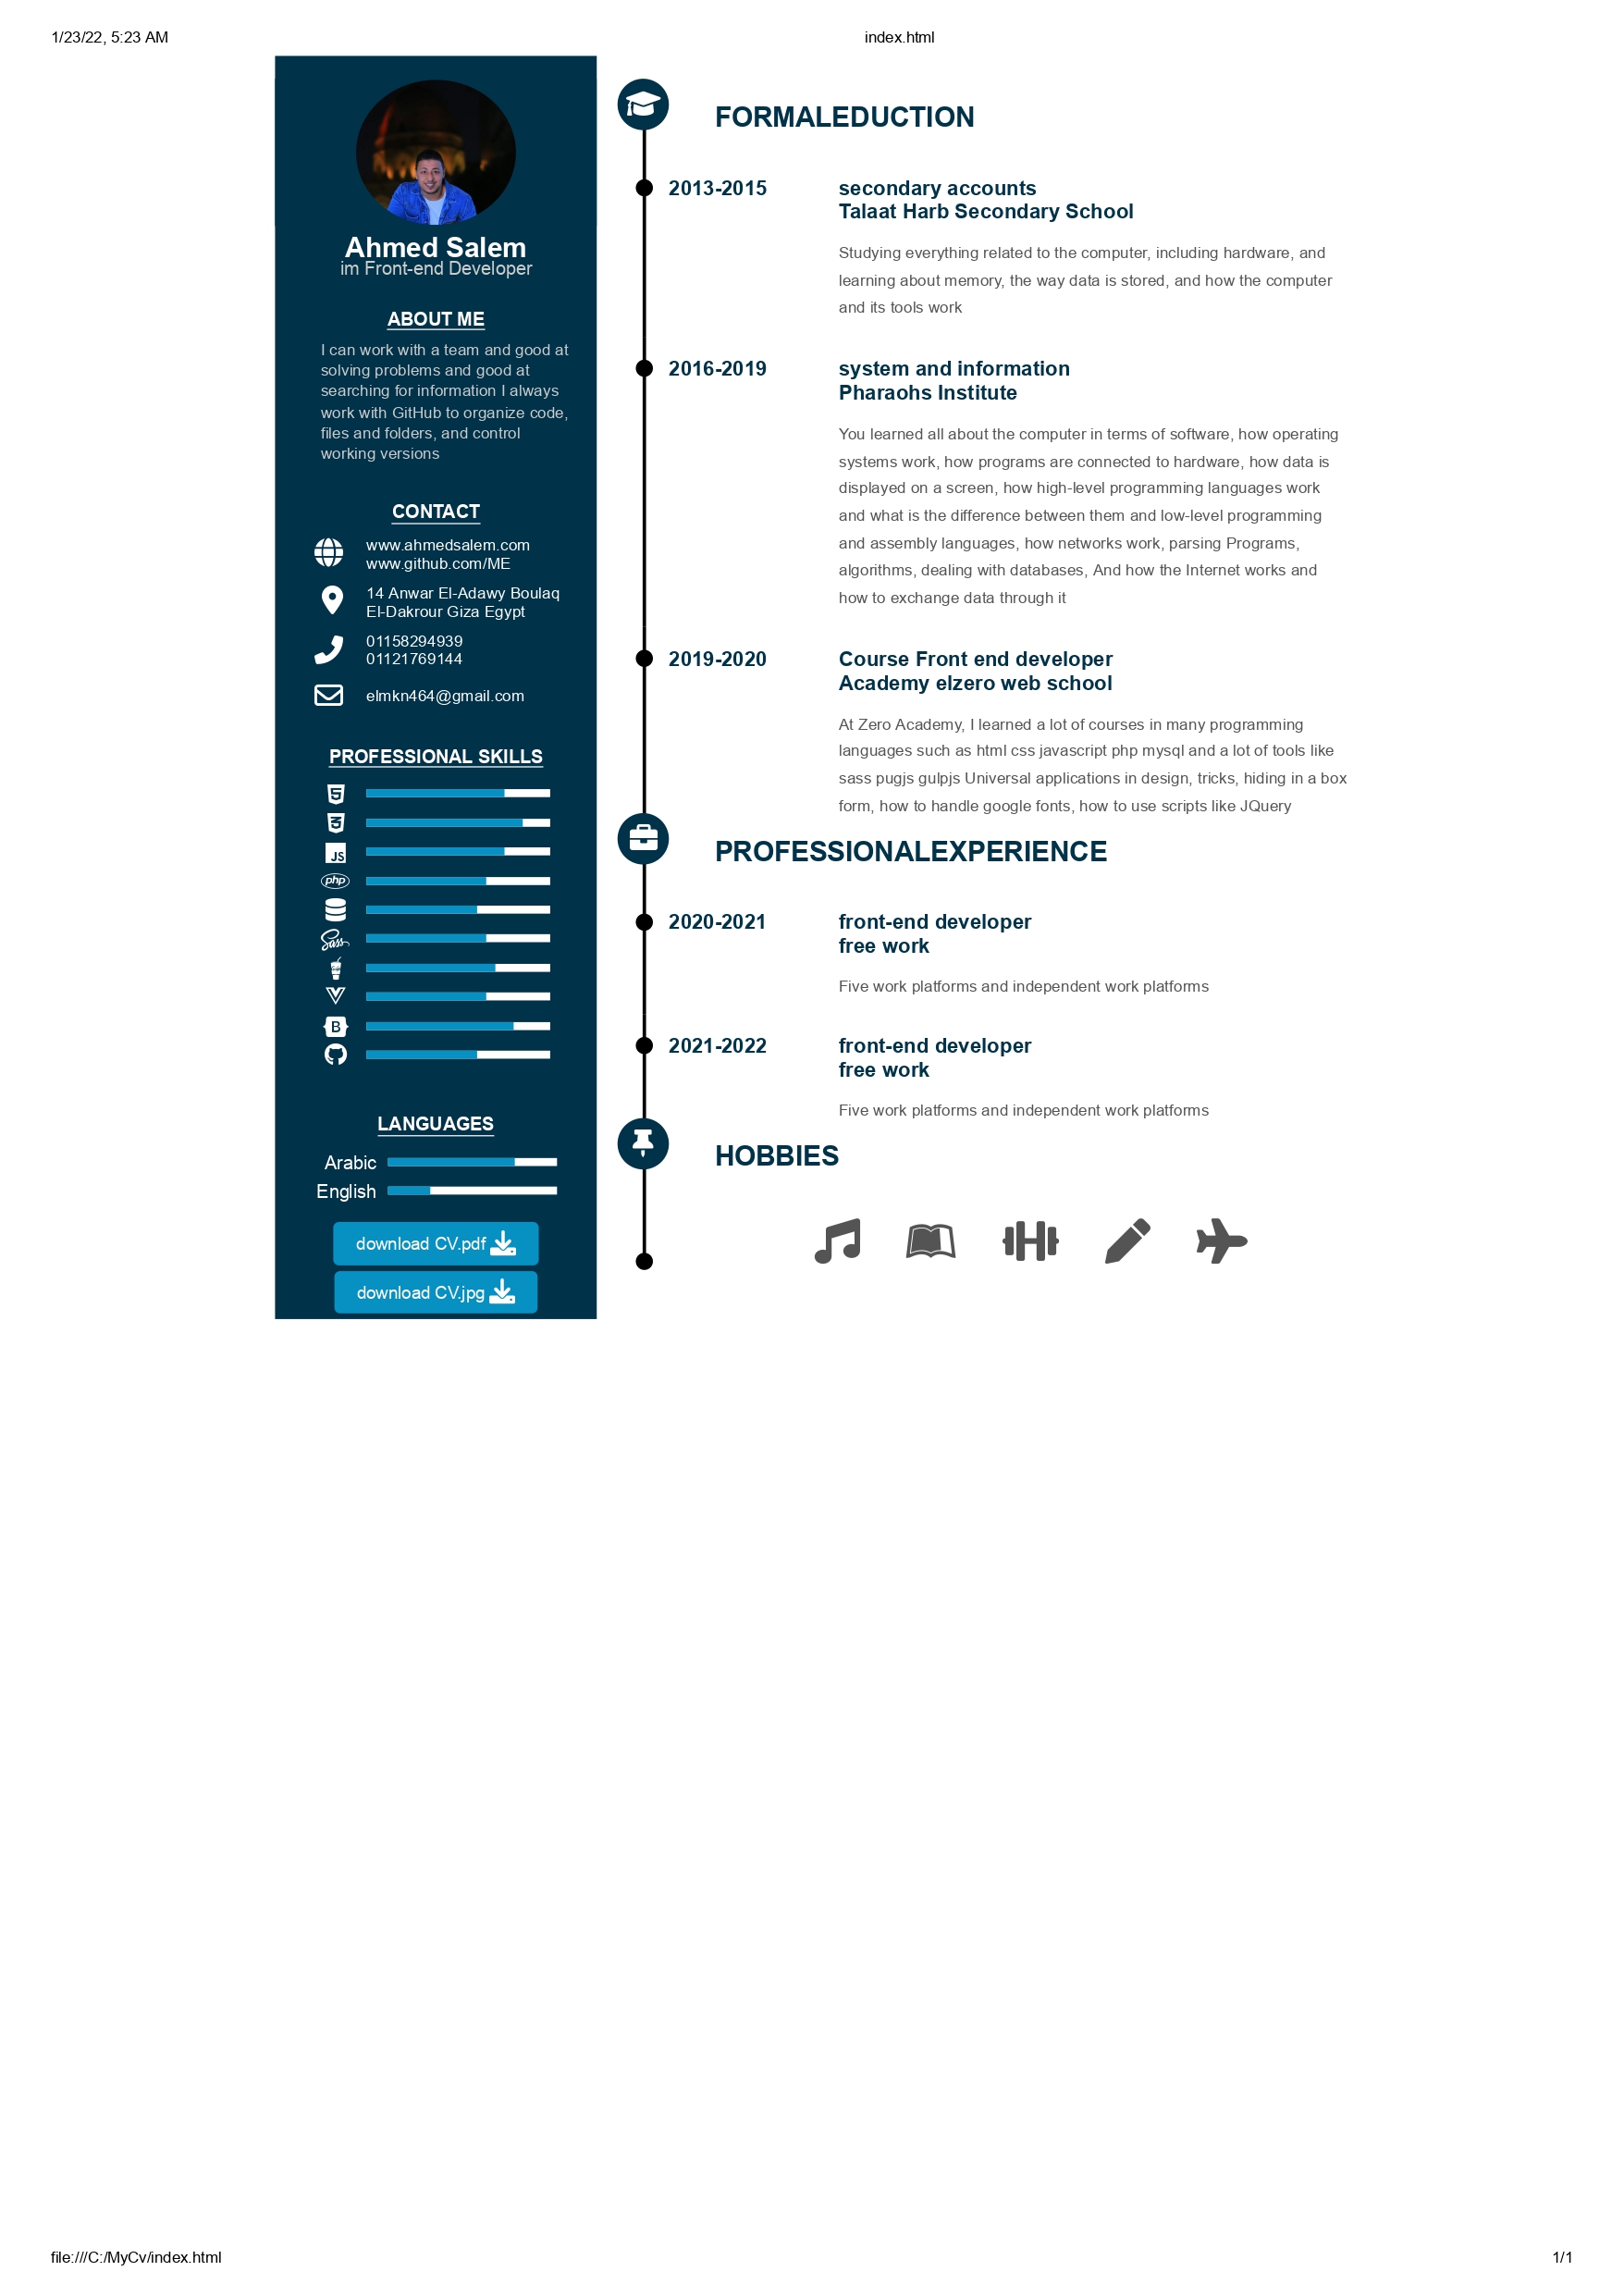 1/23/22, 5:23 AM
index.html
Ahmed Salem
im Front-end Developer
ABOUT ME
I can work with a team and good at
solving problems and good at
searching for information I always
work with GitHub to organize code,
files and folders, and control
working versions
CONTACT
www.ahmedsalem.com
www.github.com/ME
14 Anwar El-Adawy Boulaq
El-Dakrour Giza Egypt
01158294939
01121769144
elmkn464@gmail.com
PROFESSIONAL SKILLS
JS
php
Sass
B
LANGUAGES
Arabic
English
download CV.pdf
download CV.jpg
FORMALEDUCTION
2013-2015
secondary accounts
Talaat Harb Secondary School
Studying everything related to the computer, including hardware, and
learning about memory, the way data is stored, and how the computer
and its tools work
2016-2019
system and information
Pharaohs Institute
You learned all about the computer in terms of software, how operating
systems work, how programs are connected to hardware, how data is
displayed on a screen, how high-level programming languages work
and what is the difference between them and low-level programming
and assembly languages, how networks work, parsing Programs,
algorithms, dealing with databases, And how the Internet works and
how to exchange data through it
2019-2020
Course Front end developer
Academy elzero web school
At Zero Academy, I learned a lot of courses in many programming
languages such as html css javascript php mysql and a lot of tools like
sass pugjs gulpjs Universal applications in design, tricks, hiding in a box
form, how to handle google fonts, how to use scripts like JQuery
PROFESSIONALEXPERIENCE
2020-2021
front-end developer
free work
Five work platforms and independent work platforms
2021-2022
front-end developer
free work
Five work platforms and independent work platforms
HOBBIES
file:///C:/MyCv/index.html
1/1